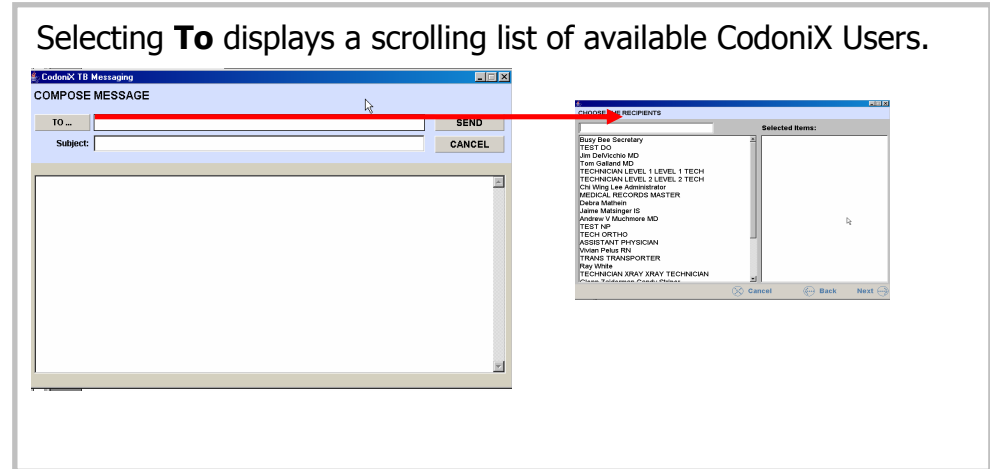 Selecting To displays a scrolling list of available CodoniX Users.
CodoniX TB Messaging
COMPOSE MESSAGE
TO ...
SEND
Subject:
CANCEL
CHOOSE THE RECIPIENTS
Selected Items:
Busy Bee Secretary
TEST DO
Jim DelVicchio MD
Tom Galland MD
TECHNICIAN LEVEL 1 LEVEL 1 TECH
TECHNICIAN LEVEL 2 LEVEL 2 TECH
Chi Wing Lee Administrator
MEDICAL RECORDS MASTER
Debra Mathein
Jaime Matsinger IS
Andrew V Muchmore MD
TEST NP
TECH ORTHO
ASSISTANT PHYSICIAN
Vivian Pelus RN
TRANS TRANSPORTER
Ray White
TECHNICIAN XRAY XRAY TECHNICIAN
Cancel
Back
Next